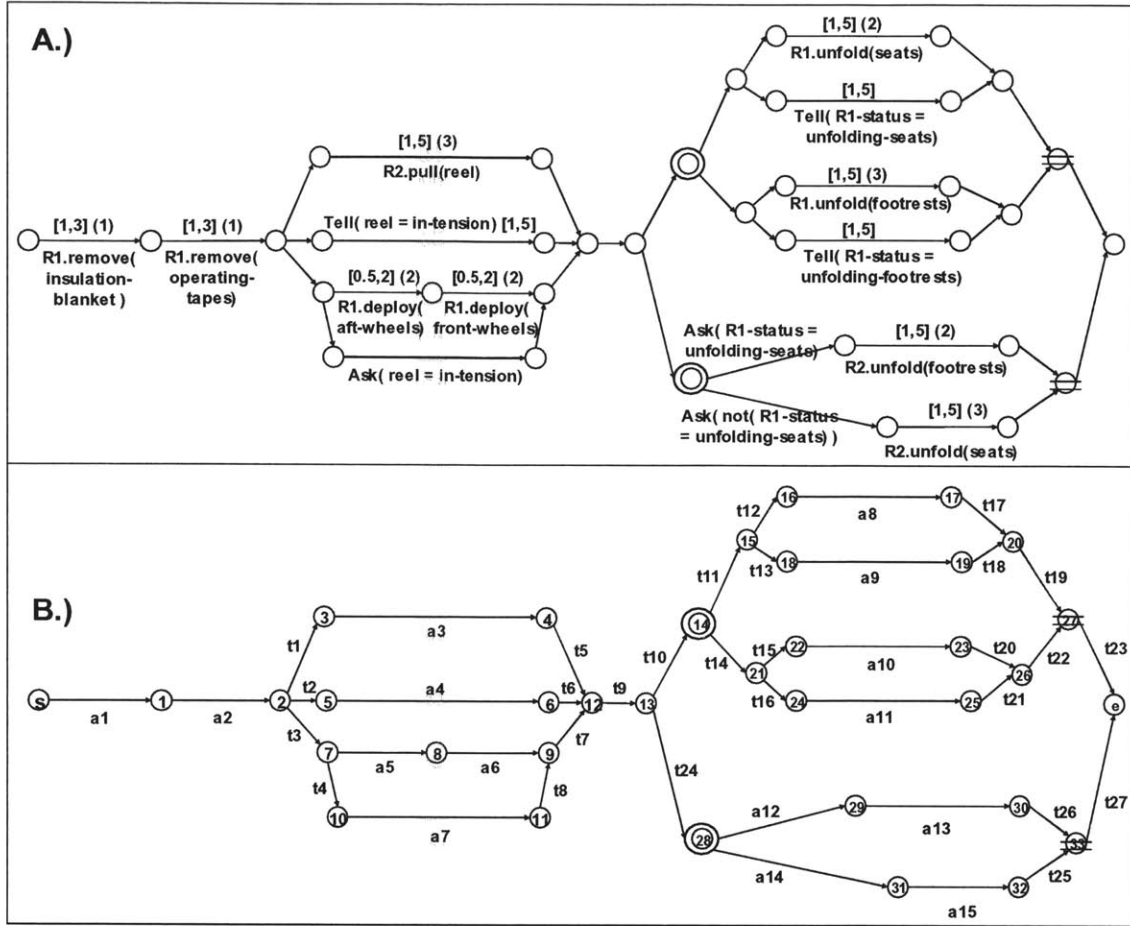 A.)
[1,5] (2)
R1.unfold(seats)
[1,5]
Tell( R1-status =
unfolding-seats)
[1,5] (3)
R2.pull(reel)
[1,5] (3)
R1.unfold(footrests)
[1,5]
Tell( R1-status =
unfolding-footrests)
[1,3] (1)
R1.remove(
insulation-
blanket )
[1,3] (1)
R1.remove(
operating-
tapes)
Tell( reel = in-tension) [1,5]
[0.5,2] (2)
R1.deploy(
aft-wheels)
[0.5,2] (2)
R1.deploy(
front-wheels)
Ask( reel = in-tension)
Ask( R1-status =
unfolding-seats)
[1,5] (2)
R2.unfold(footrests)
Ask( not( R1-status
= unfolding-seats) )
[1,5] (3)
R2.unfold(seats)
B.)
16
17
t12
a8
t17
15
t13
18
a9
19
t18
20
t11
t19
3
a3
4
14
27
t1
t5
t10
t14
t15
22
a10
23
t20
t22
t23
21
26
s
a1
1
a2
2
t2
5
a4
6
t6
12
t9
13
t16
24
a11
25
t21
e
t3
t7
7
a5
8
a6
9
t4
t8
t24
10
a7
11
a12
29
a13
30
t26
t27
28
33
a14
31
a15
32
t25